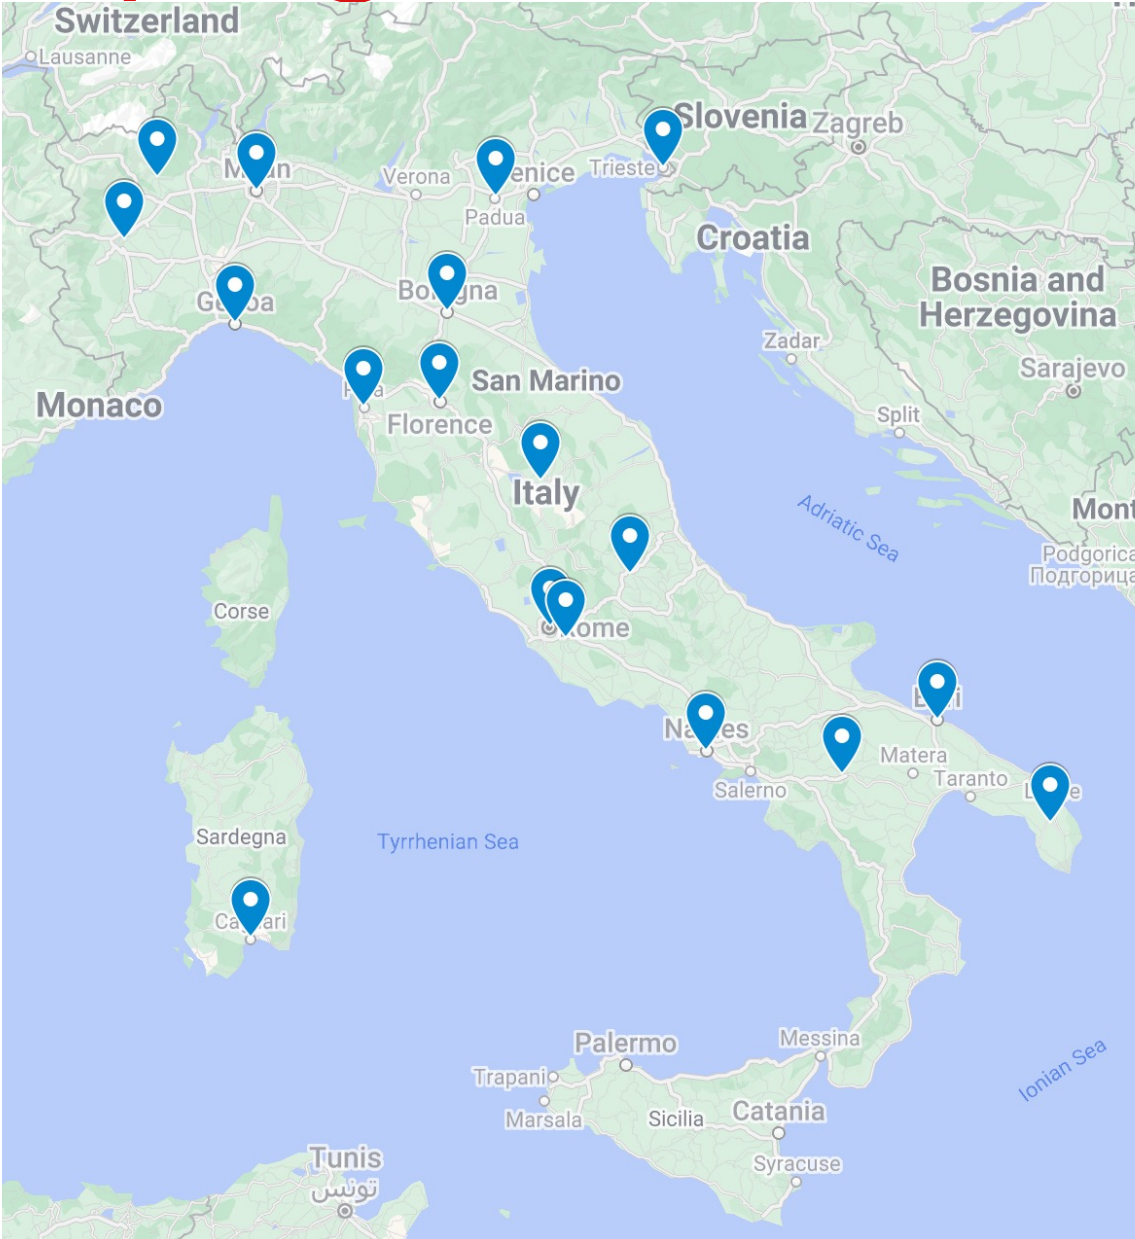 Switzerland
Lausanne
Slovenia
Zagreb
Verona
Trieste
Padua
Croatia
Bosnia and
Herzegovina
Zadar
Sarajevo
San Marino
Monaco
Florence
Split
Italy
Adriatic Sea
Mont
Podgorica
Подгорица
Corse
Rome
Matera
Taranto
Salerno
Sardegna
Tyrrhenian Sea
Messina
Palermo
Trapani
Marsala
Sicilia
Catania
Ionian Sea
Syracuse
Tunis
تونس